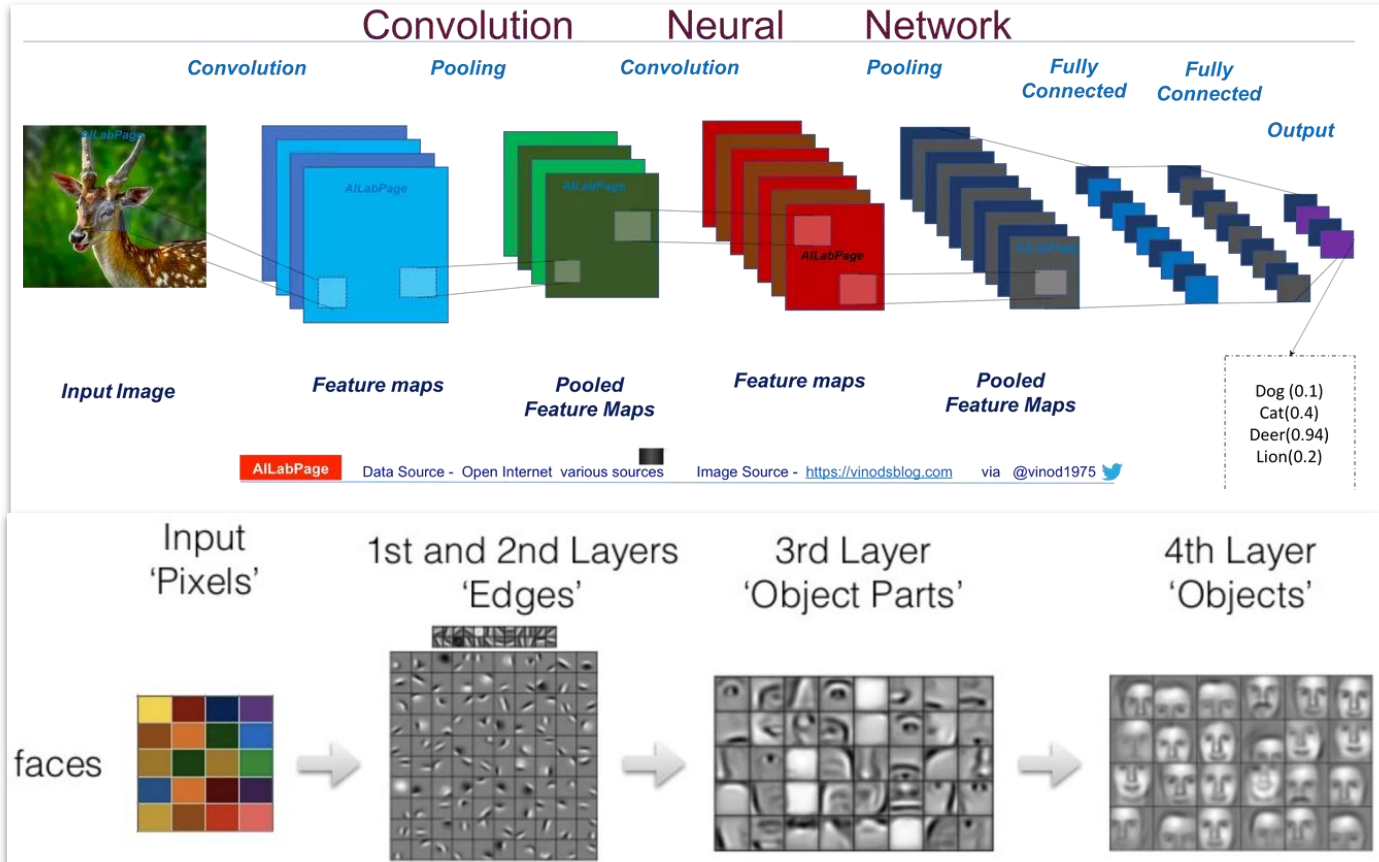 Convolution Neural Network
Convolution
Pooling
Convolution
Pooling
Fully
Connected
Fully
Connected
Output
AILabPage
AILabPage
AILabPage
AILabPage
AILabPage
Input Image
Feature maps
Pooled
Feature Maps
Feature maps
Pooled
Feature Maps
Dog (0.1)
Cat(0.4)
Deer(0.94)
Lion(0.2)
AILabPage
Data Source - Open Internet various sources
Image Source - https://vinodsblog.com via @vinod1975
Input
‘Pixels’
1st and 2nd Layers
‘Edges’
3rd Layer
‘Object Parts’
4th Layer
‘Objects’
faces